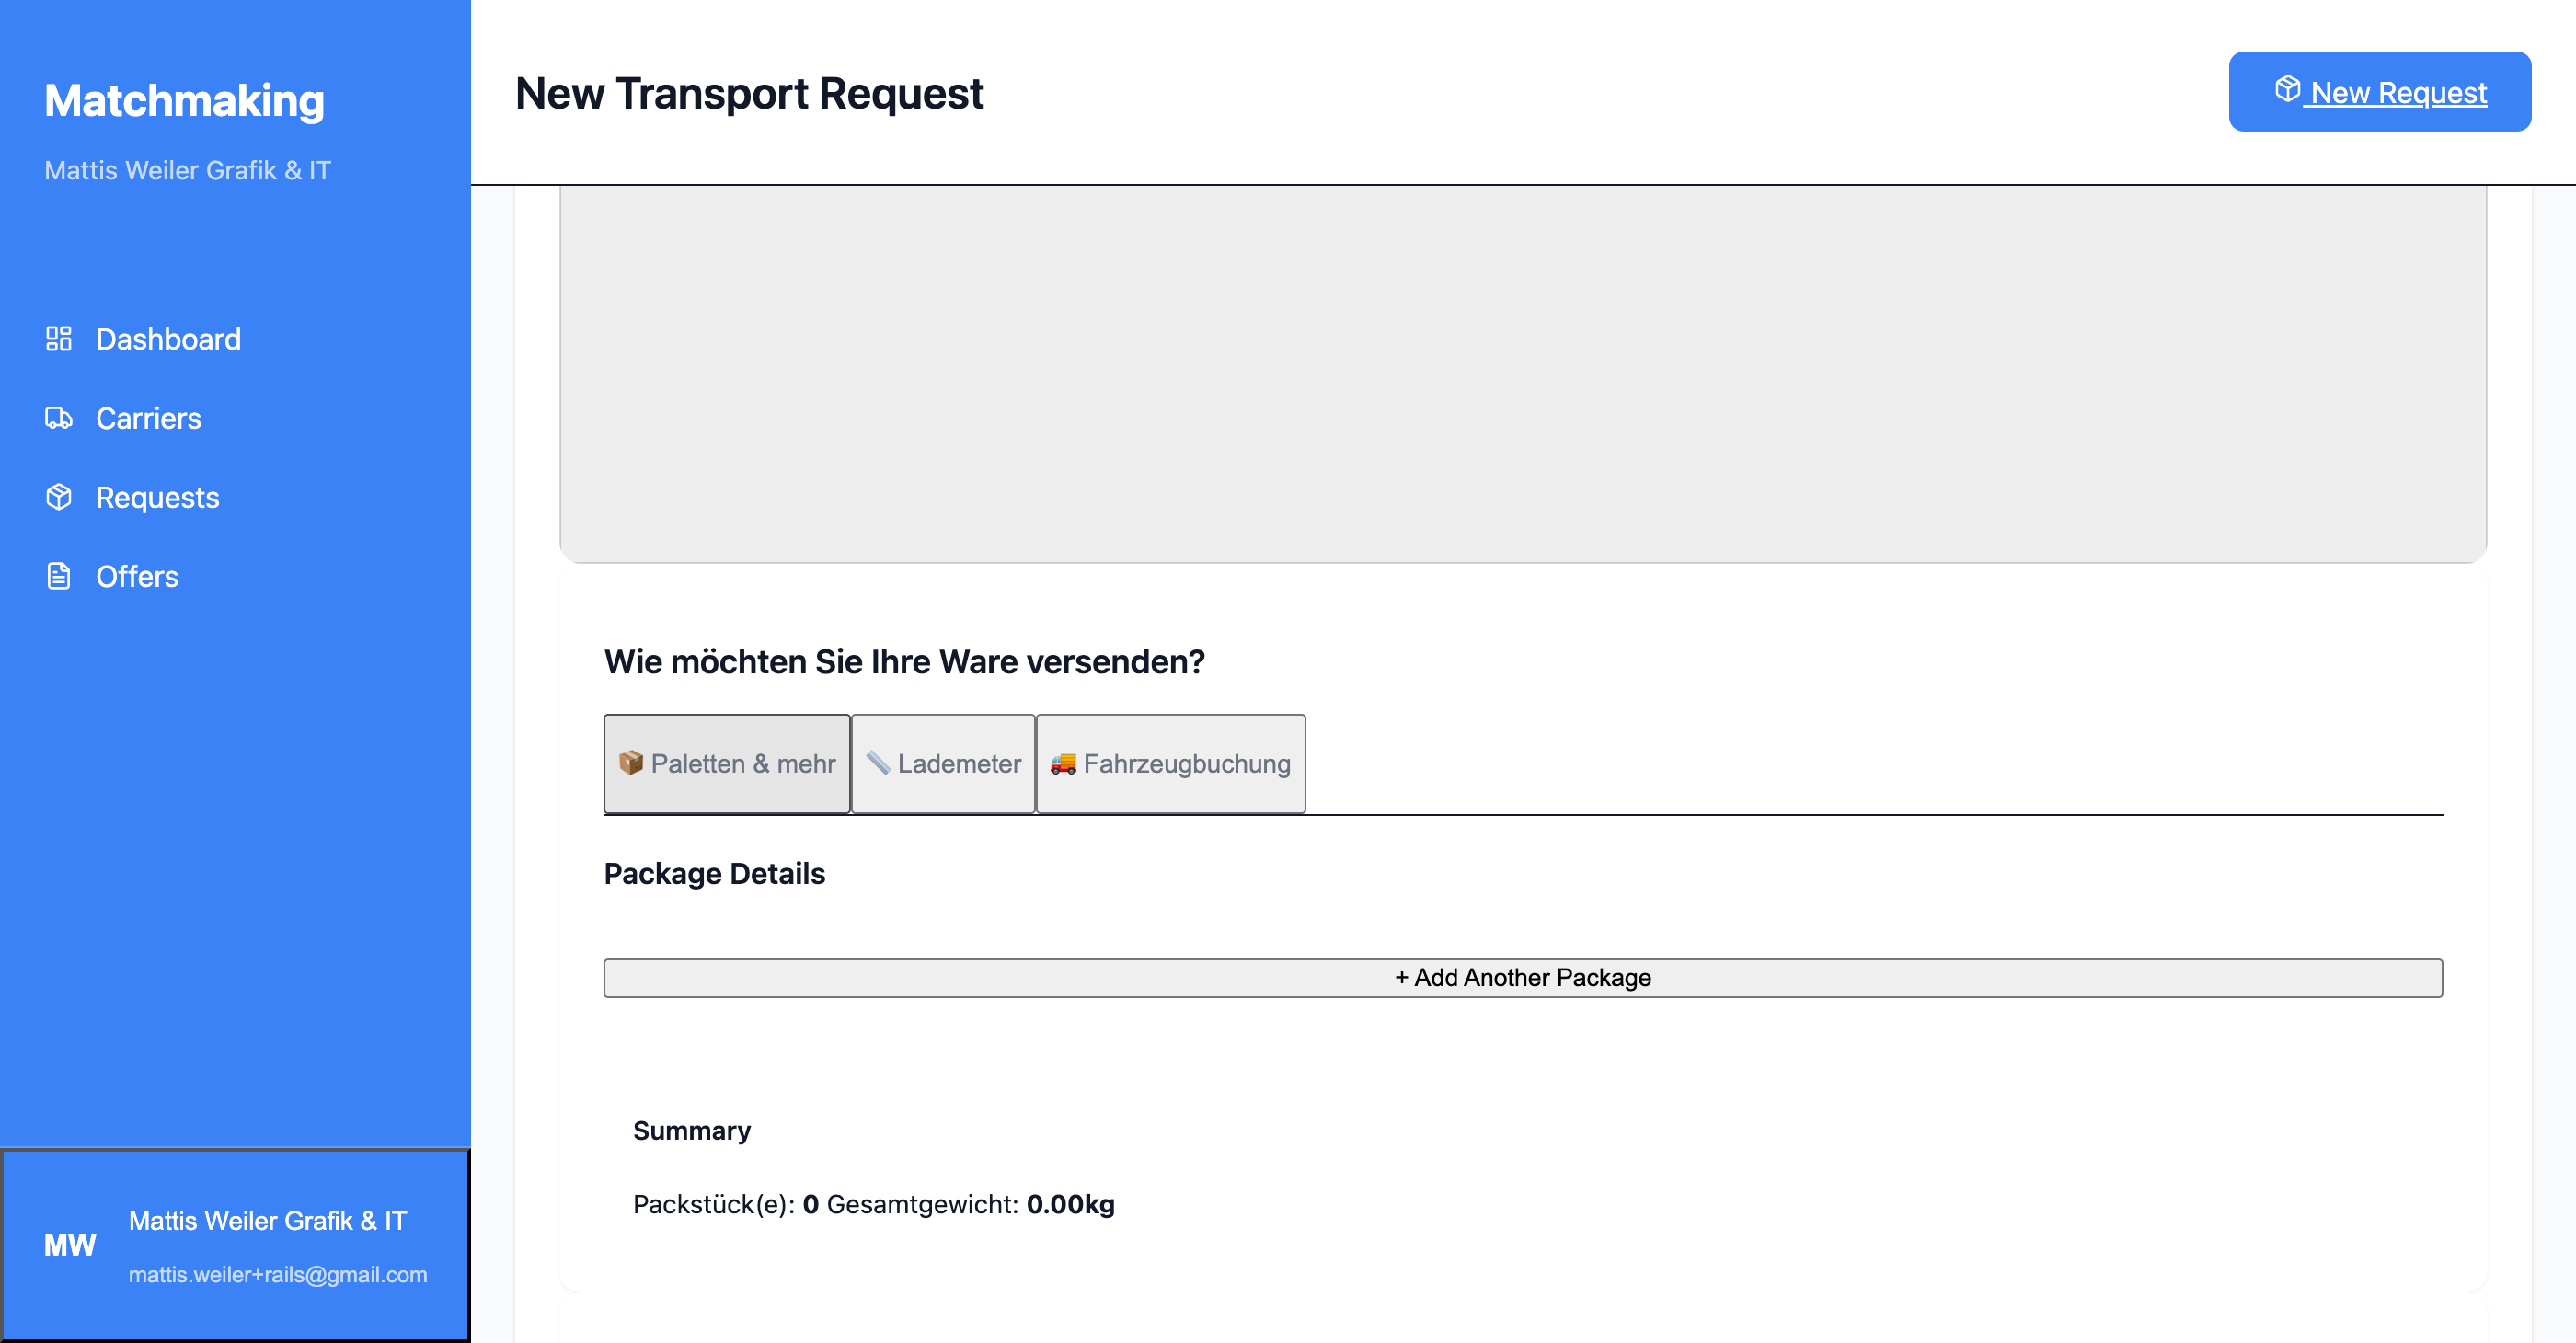 Matchmaking
Mattis Weiler Grafik & IT
Dashboard
Carriers
Requests
Offers
MW
Mattis Weiler Grafik & IT
mattis.weiler+rails@gmail.com
New Transport Request
New Request
Wie möchten Sie Ihre Ware versenden?
📦 Paletten & mehr 📏 Lademeter 🚚 Fahrzeugbuchung
Package Details
+ Add Another Package
Summary
Packstück(e): 0 Gesamtgewicht: 0.00kg